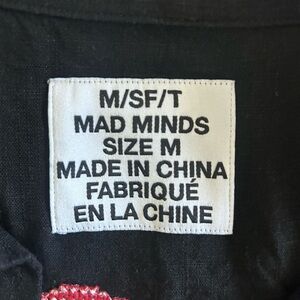 M/SF/T
MAD MINDS
SIZE M
MADE IN CHINA
FABRIQUÉ
EN LA CHINE